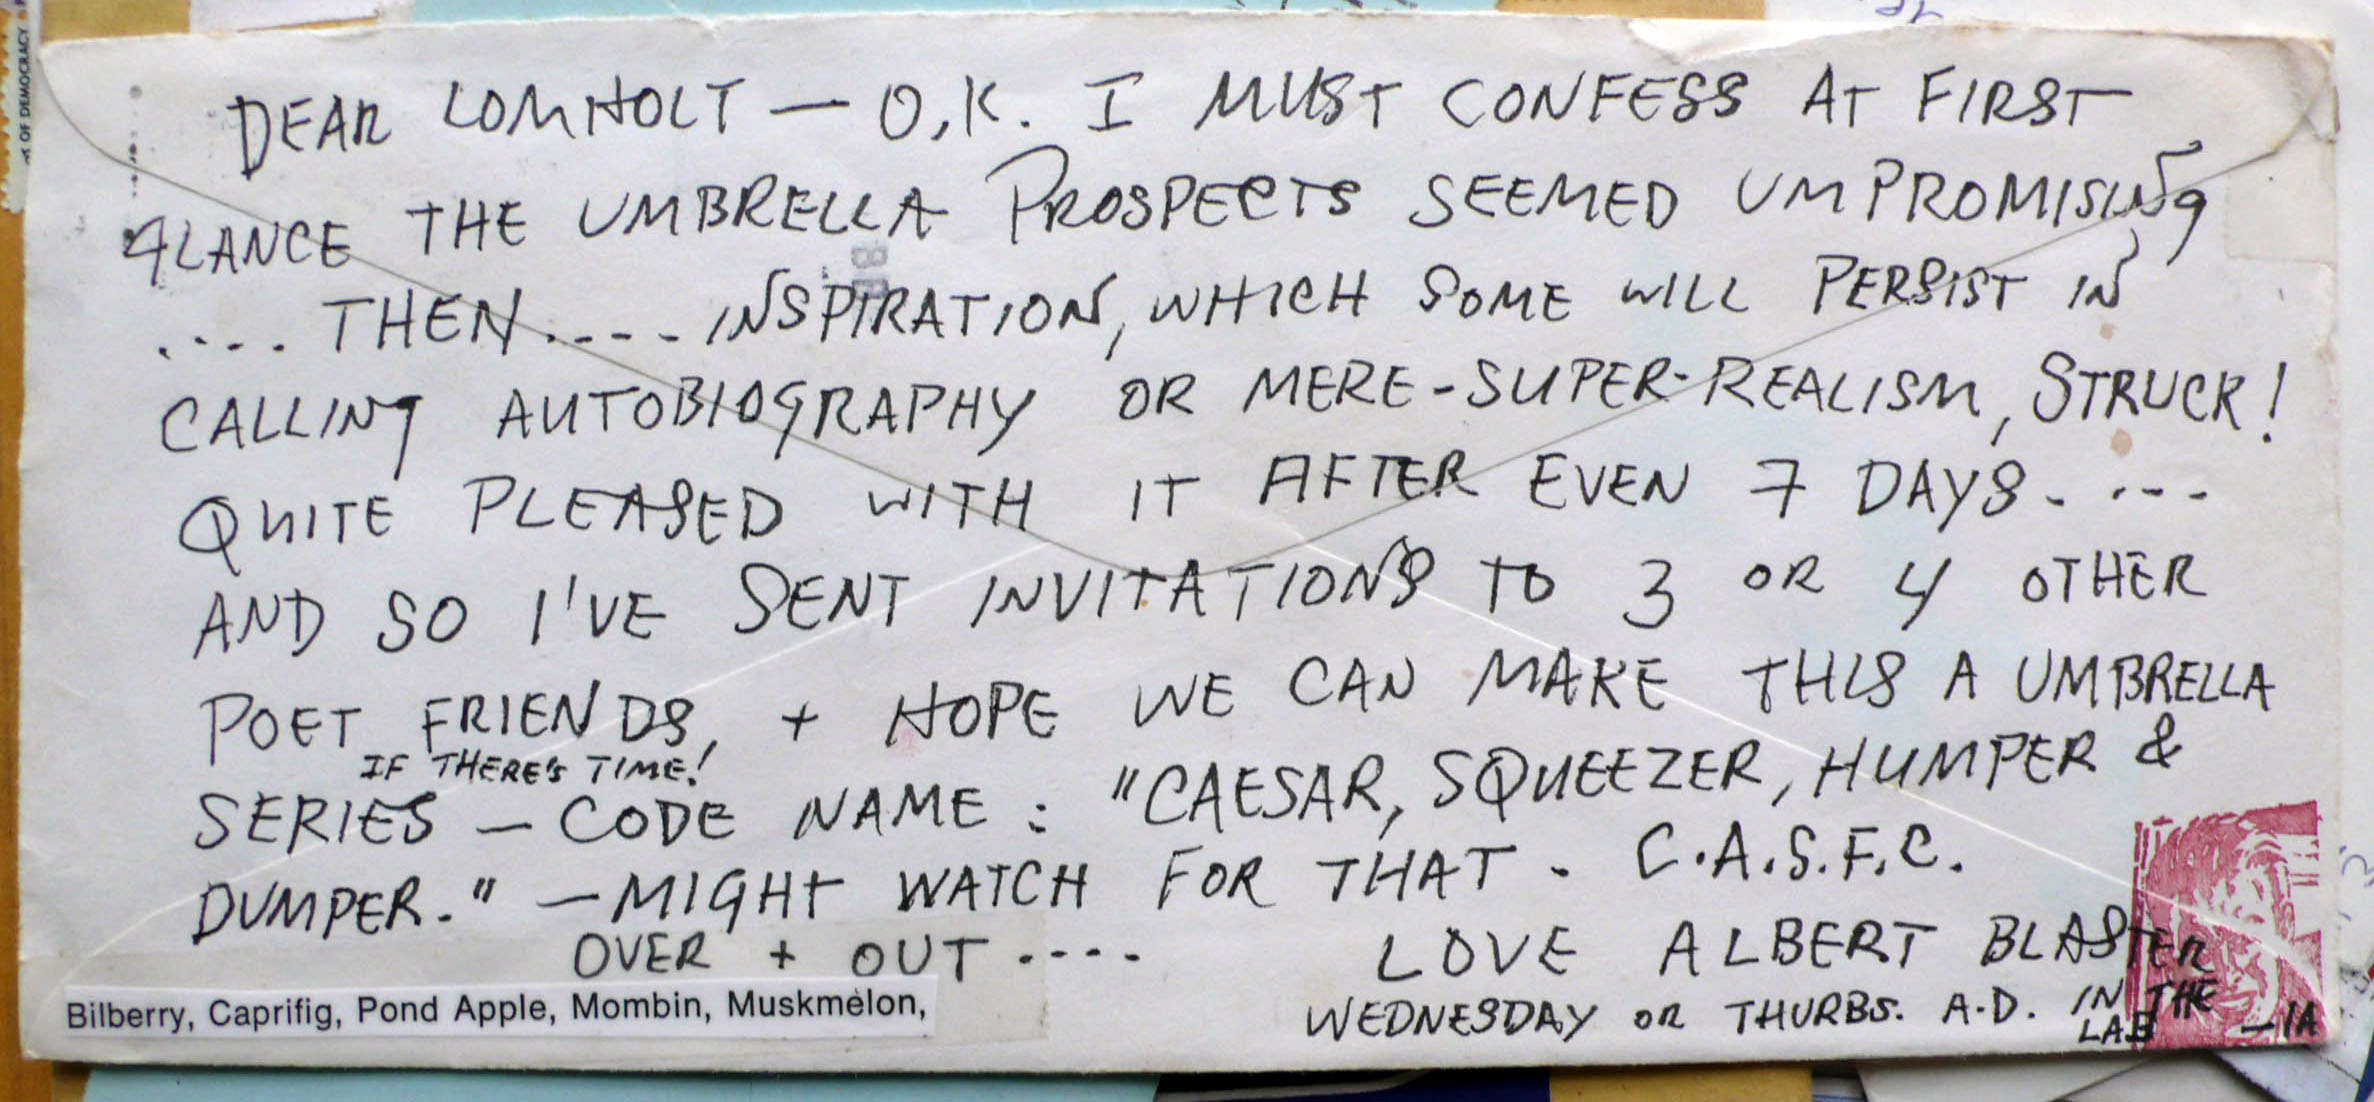 DEAR LOMHOLT — O.K. I MUST CONFESS AT FIRST
GLANCE THE UMBRELLA PROSPECTS SEEMED UMPROMISING
.... THEN .... INSPIRATION, WHICH SOME WILL PERSIST IN
CALLING AUTOBIOGRAPHY OR MERE-SUPER-REALISM, STRUCK!
QUITE PLEASED WITH IT AFTER EVEN 7 DAYS. ...
AND SO I'VE SENT INVITATIONS TO 3 OR 4 OTHER
POET FRIENDS, + HOPE WE CAN MAKE THIS A UMBRELLA
IF THERE'S TIME!
SERIES — CODE NAME : "CAESAR, SQUEEZER, HUMPER &
DUMPER." — MIGHT WATCH FOR THAT - C.A.S.F.C.
OVER + OUT .... LOVE ALBERT BLASTER
WEDNESDAY OR THURBS. A.D. IN THE
LAB —IA
Bilberry, Caprifig, Pond Apple, Mombin, Muskmelon,
OF DEMOCRACY